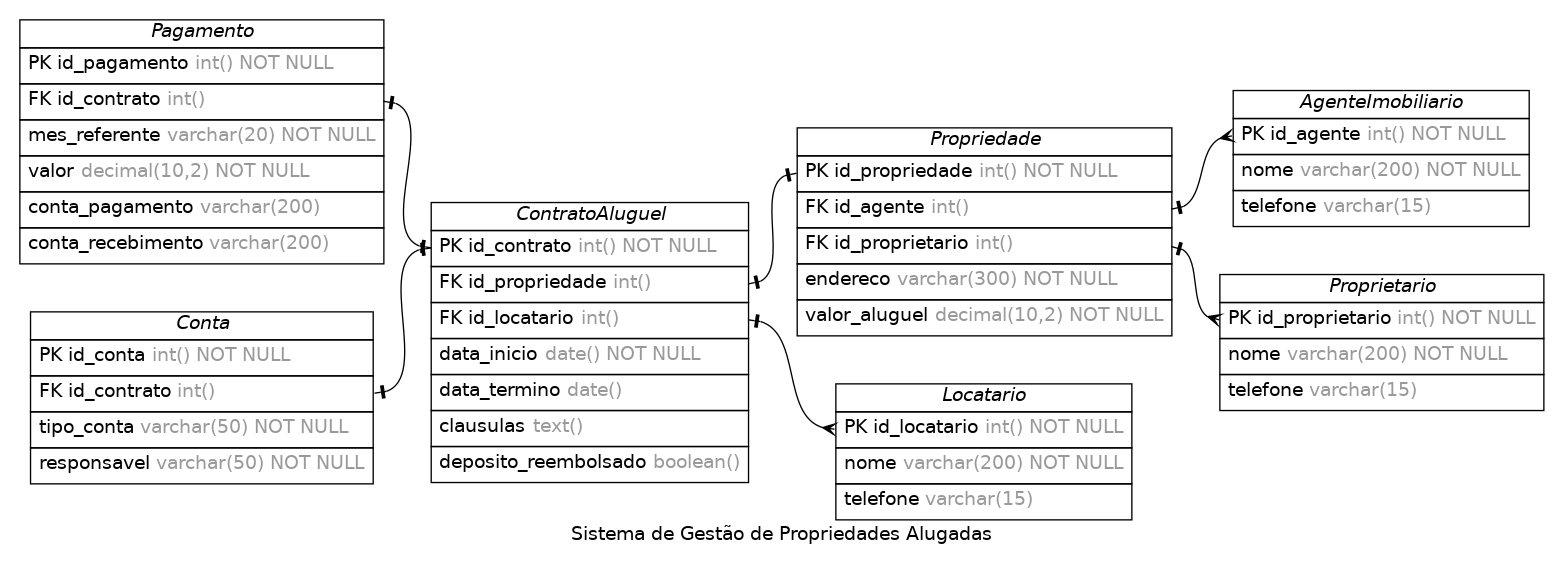 Pagamento
PK id_pagamento int() NOT NULL
FK id_contrato int()
mes_referente varchar(20) NOT NULL
valor decimal(10,2) NOT NULL
conta_pagamento varchar(200)
conta_recebimento varchar(200)
Conta
PK id_conta int() NOT NULL
FK id_contrato int()
tipo_conta varchar(50) NOT NULL
responsavel varchar(50) NOT NULL
ContratoAluguel
PK id_contrato int() NOT NULL
FK id_propriedade int()
FK id_locatario int()
data_inicio date() NOT NULL
data_termino date()
clausulas text()
deposito_reembolsado boolean()
Propriedade
PK id_propriedade int() NOT NULL
FK id_agente int()
FK id_proprietario int()
endereco varchar(300) NOT NULL
valor_aluguel decimal(10,2) NOT NULL
Locatario
PK id_locatario int() NOT NULL
nome varchar(200) NOT NULL
telefone varchar(15)
AgenteImobiliario
PK id_agente int() NOT NULL
nome varchar(200) NOT NULL
telefone varchar(15)
Proprietario
PK id_proprietario int() NOT NULL
nome varchar(200) NOT NULL
telefone varchar(15)
Sistema de Gestão de Propriedades Alugadas